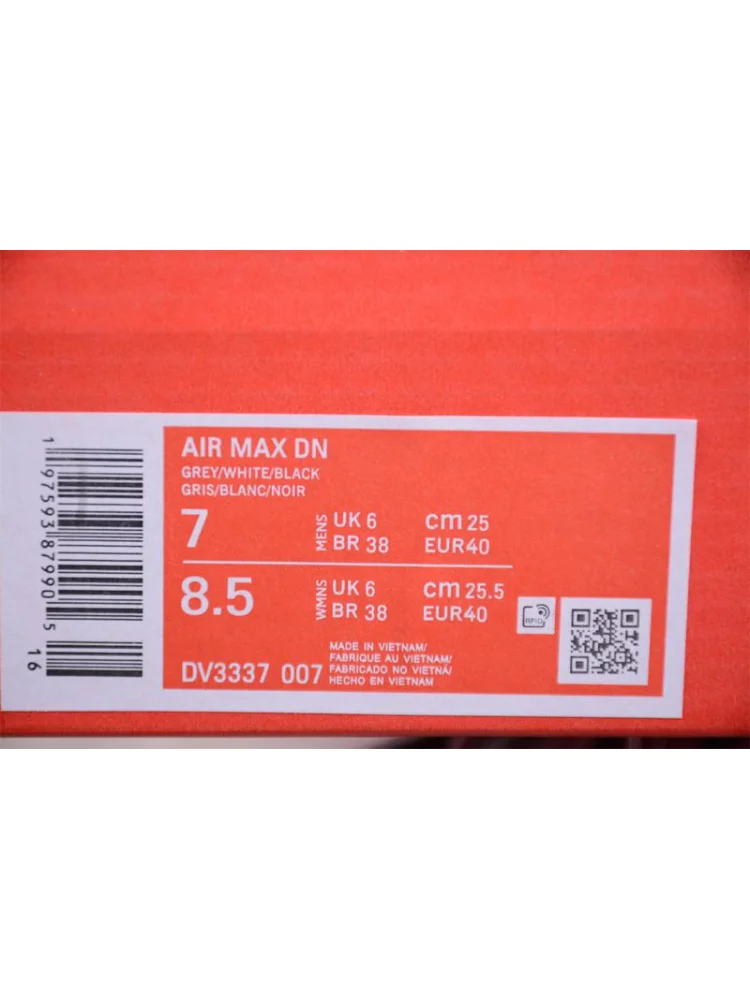 AIR MAX DN
GREY/WHITE/BLACK
GRIS/BLANC/NOIR
7 MENS UK 6 cm 25
BR 38 EUR40
8.5 WMNS UK 6 cm 25.5
BR 38 EUR40
RFID
MADE IN VIETNAM/
FABRIQUE AU VIETNAM/
FABRICADO NO VIETNÃ/
HECHO EN VIETNAM
DV3337 007
1 97593 87990 5
16